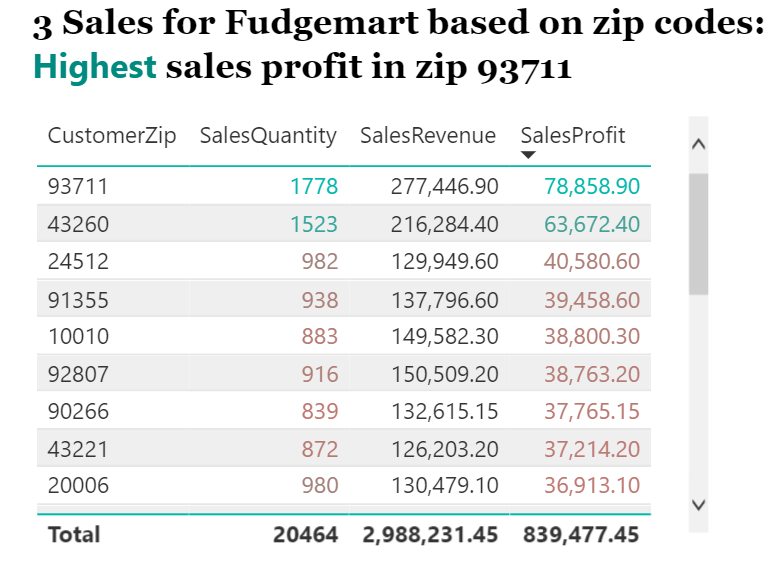 3 Sales for Fudgemart based on zip codes:
Highest sales profit in zip 93711
CustomerZip SalesQuantity SalesRevenue SalesProfit
93711 1778 277,446.90 78,858.90
43260 1523 216,284.40 63,672.40
24512 982 129,949.60 40,580.60
91355 938 137,796.60 39,458.60
10010 883 149,582.30 38,800.30
92807 916 150,509.20 38,763.20
90266 839 132,615.15 37,765.15
43221 872 126,203.20 37,214.20
20006 980 130,479.10 36,913.10
Total 20464 2,988,231.45 839,477.45